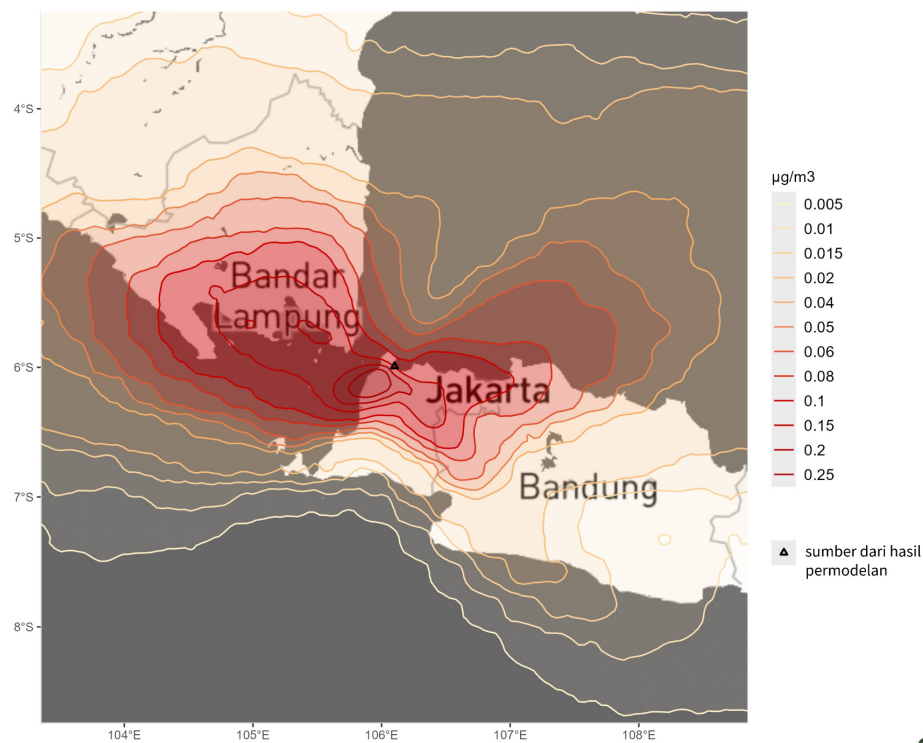 µg/m3
0.005
0.01
0.015
0.02
0.04
0.05
0.06
0.08
0.1
0.15
0.2
0.25
sumber dari hasil
permodelan
4°S
5°S
6°S
7°S
8°S
Bandar
Lampung
Jakarta
Bandung
104°E
105°E
106°E
107°E
108°E